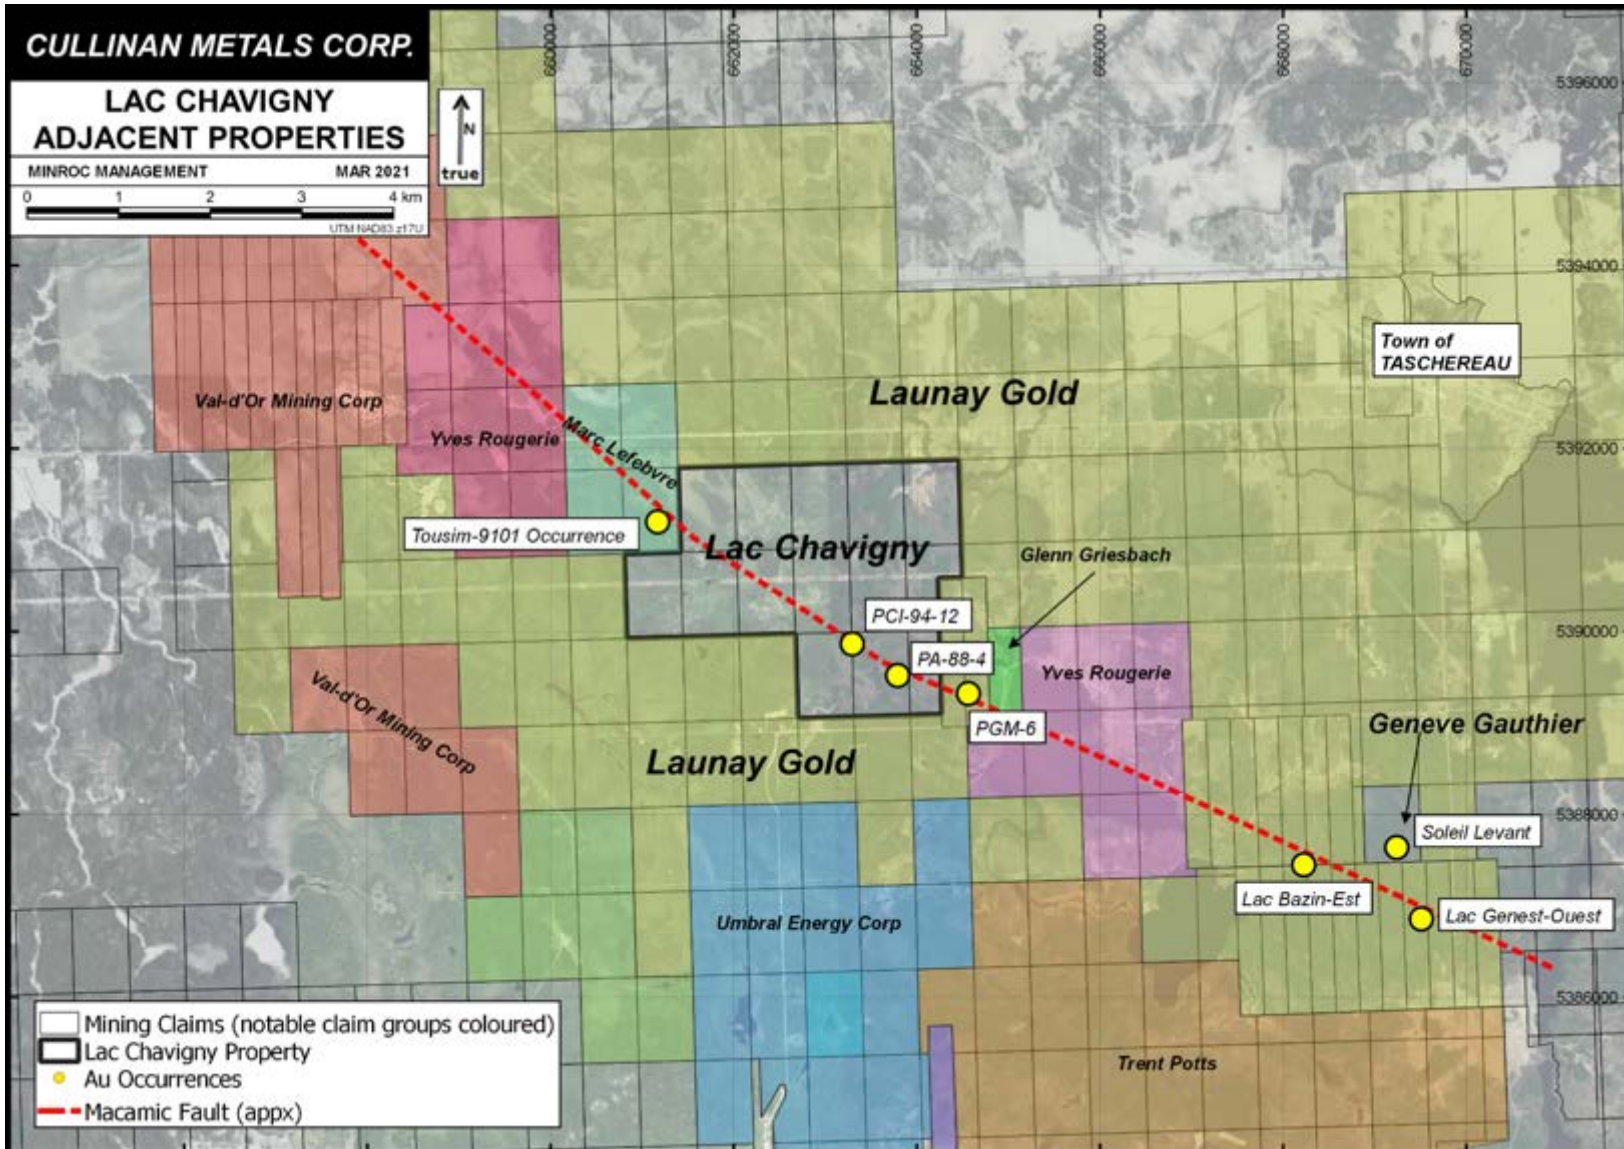 CULLINAN METALS CORP.
LAC CHAVIGNY
ADJACENT PROPERTIES
MINROC MANAGEMENT MAR 2021
0 1 2 3 4 km
UTM NAD83 z17U
N
true
660000
662000
664000
666000
668000
670000
5396000
5394000
Town of
TASCHEREAU
Launay Gold
Val-d'Or Mining Corp
Yves Rougerie
Marc Lefebvre
5392000
Tousim-9101 Occurrence
Lac Chavigny
Glenn Griesbach
PCI-94-12
5390000
PA-88-4
Yves Rougerie
PGM-6
Val-d'Or Mining Corp
Geneve Gauthier
Launay Gold
5388000
Soleil Levant
Lac Bazin-Est
Lac Genest-Ouest
Umbral Energy Corp
5386000
Trent Potts
Mining Claims (notable claim groups coloured)
Lac Chavigny Property
Au Occurrences
Macamic Fault (appx)